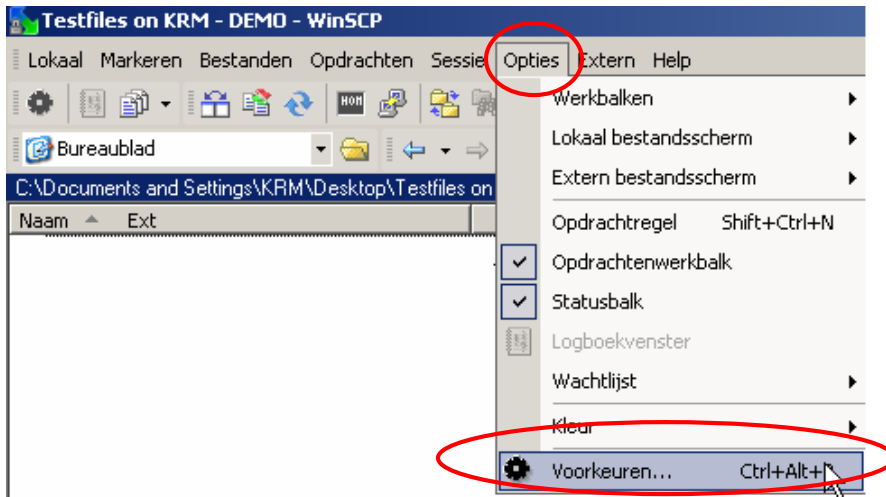 Testfiles on KRM - DEMO - WinSCP
Lokaal Markeren Bestanden Opdrachten Sessie Opties Extern Help
Werkbalken
Bureaublad
Lokaal bestandsscherm
Extern bestandsscherm
C:\Documents and Settings\KRM\Desktop\Testfiles on
Naam Ext
Opdrachtregel Shift+Ctrl+N
Opdrachtenwerkbalk
Statusbalk
Logboekvenster
Wachtlijst
Kleur
Voorkeuren... Ctrl+Alt+